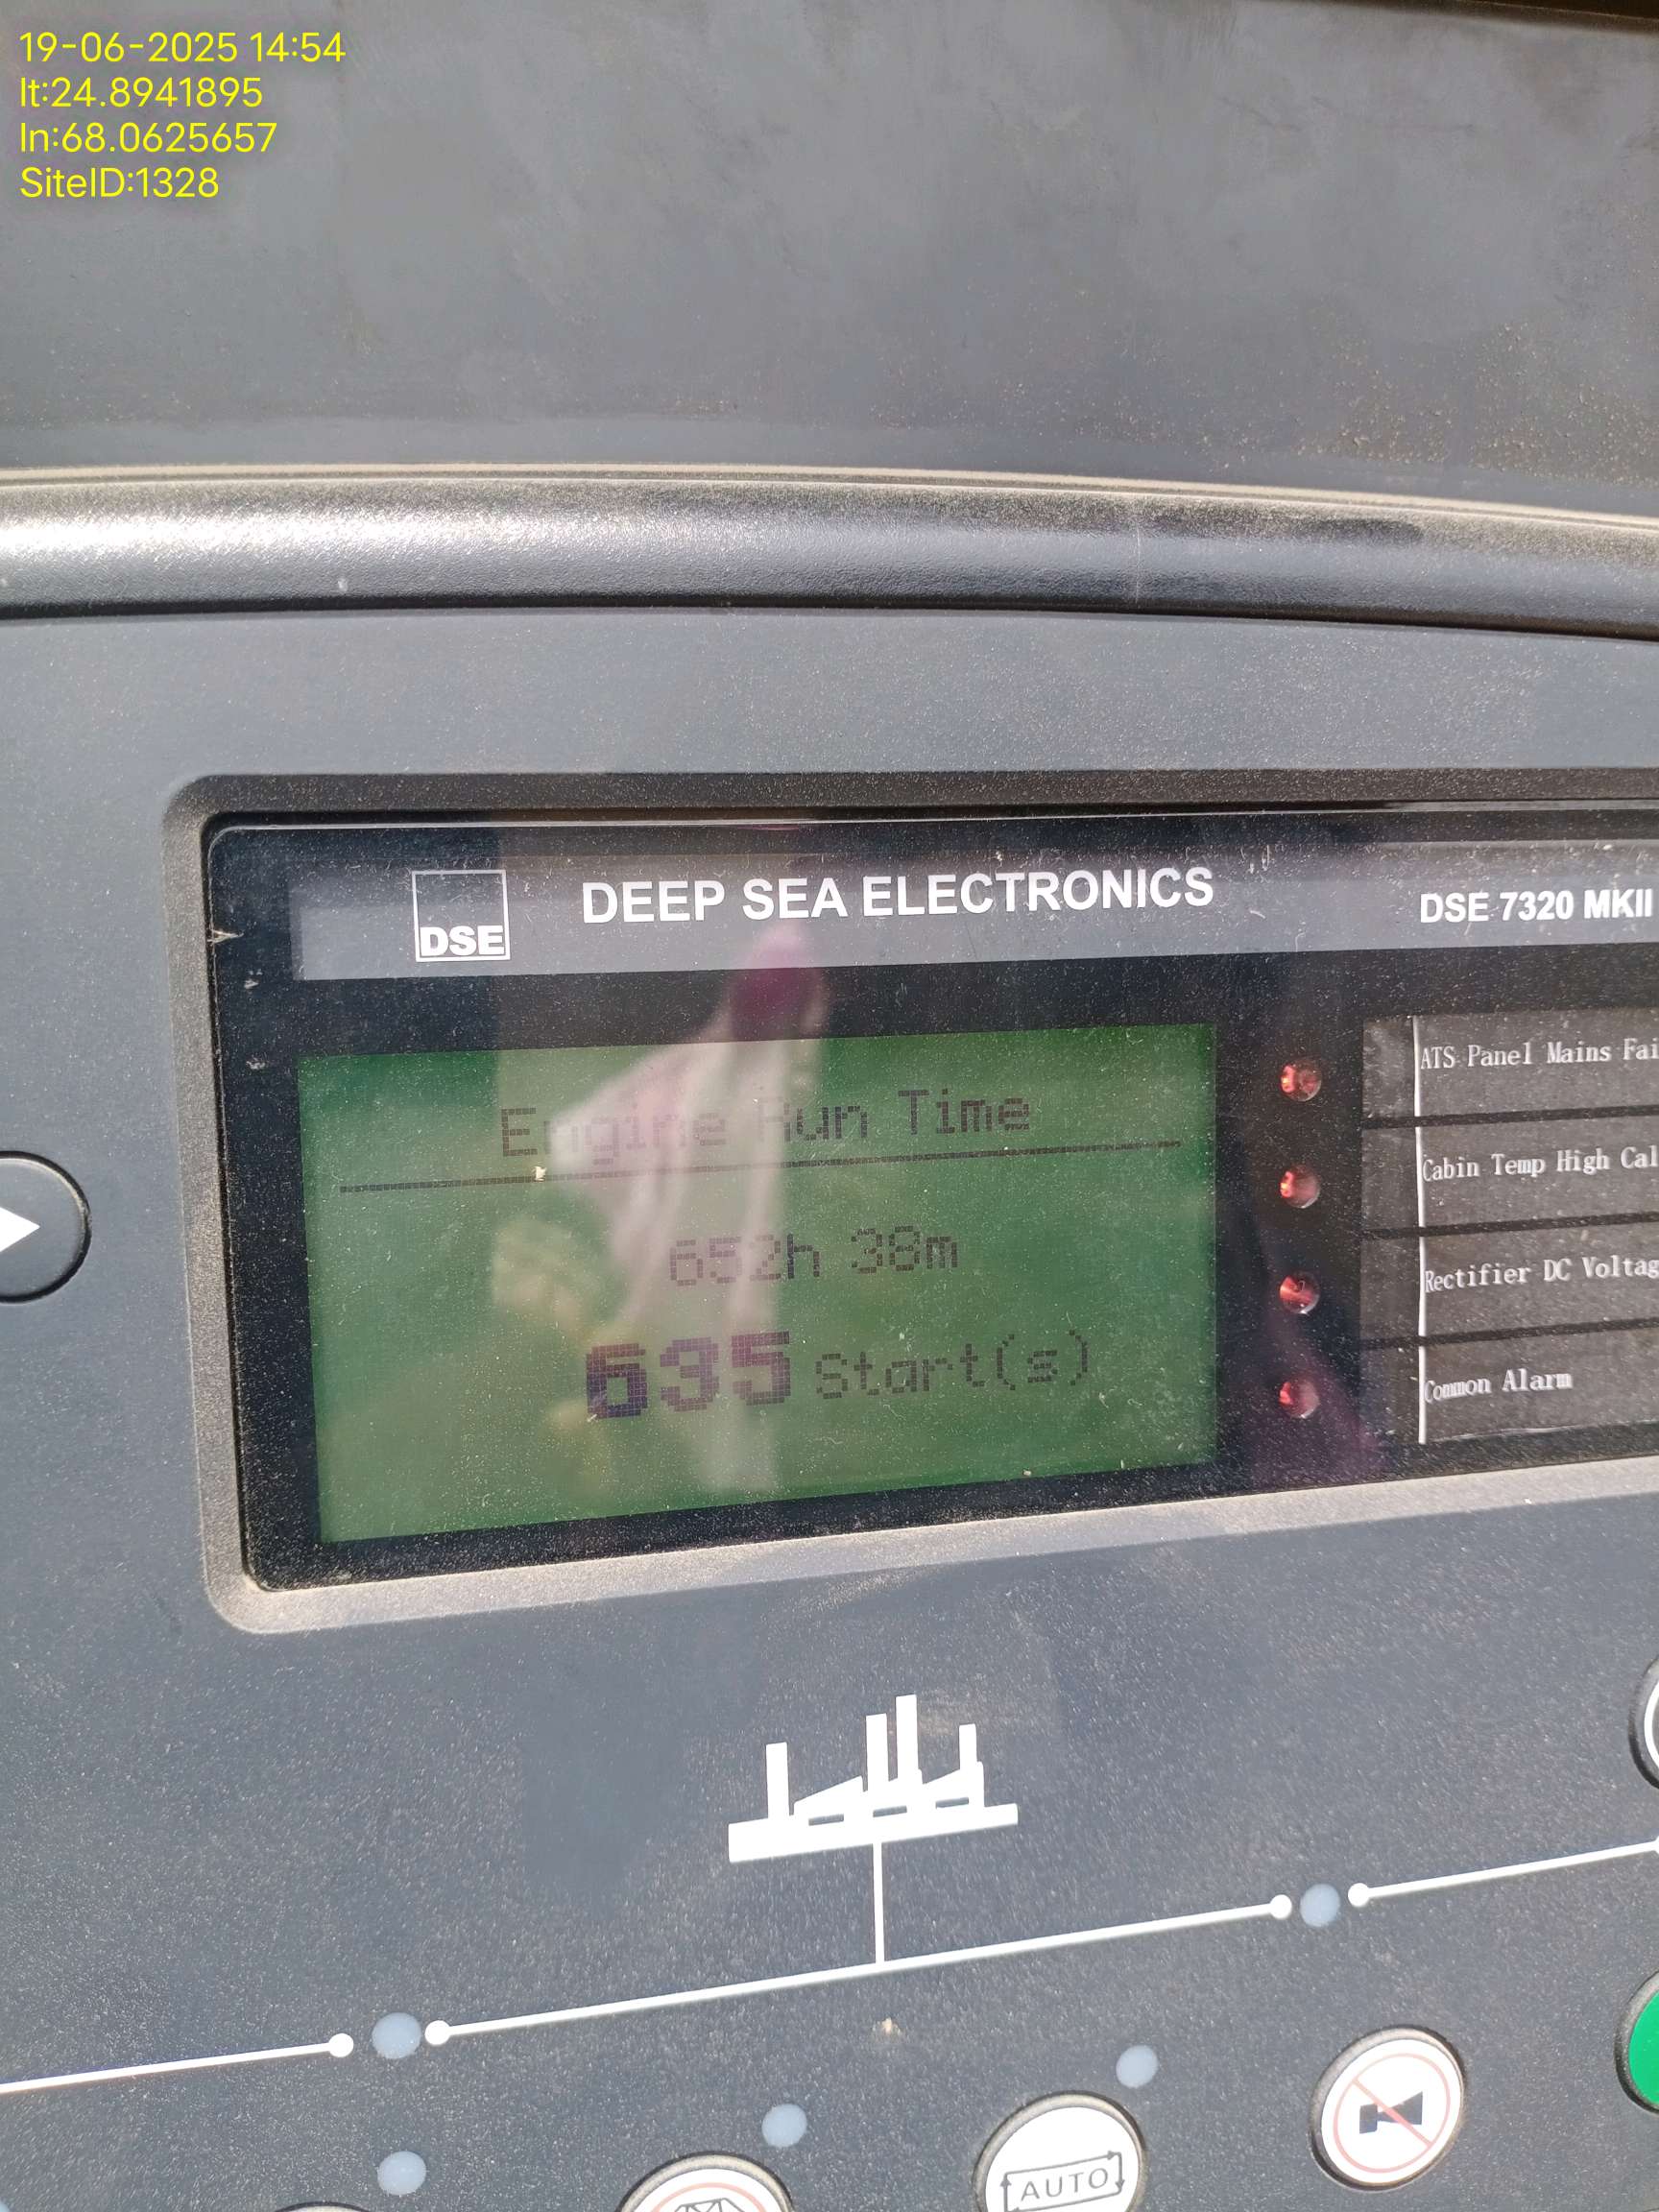 19-06-2025 14:54
lt:24.8941895
ln:68.0625657
SiteID:1328
DSE
DEEP SEA ELECTRONICS
DSE 7320 MKII
Engine Run Time
652h 38m
635 Start(s)
ATS Panel Mains Fai
Cabin Temp High Cal
Rectifier DC Voltag
Common Alarm
AUTO